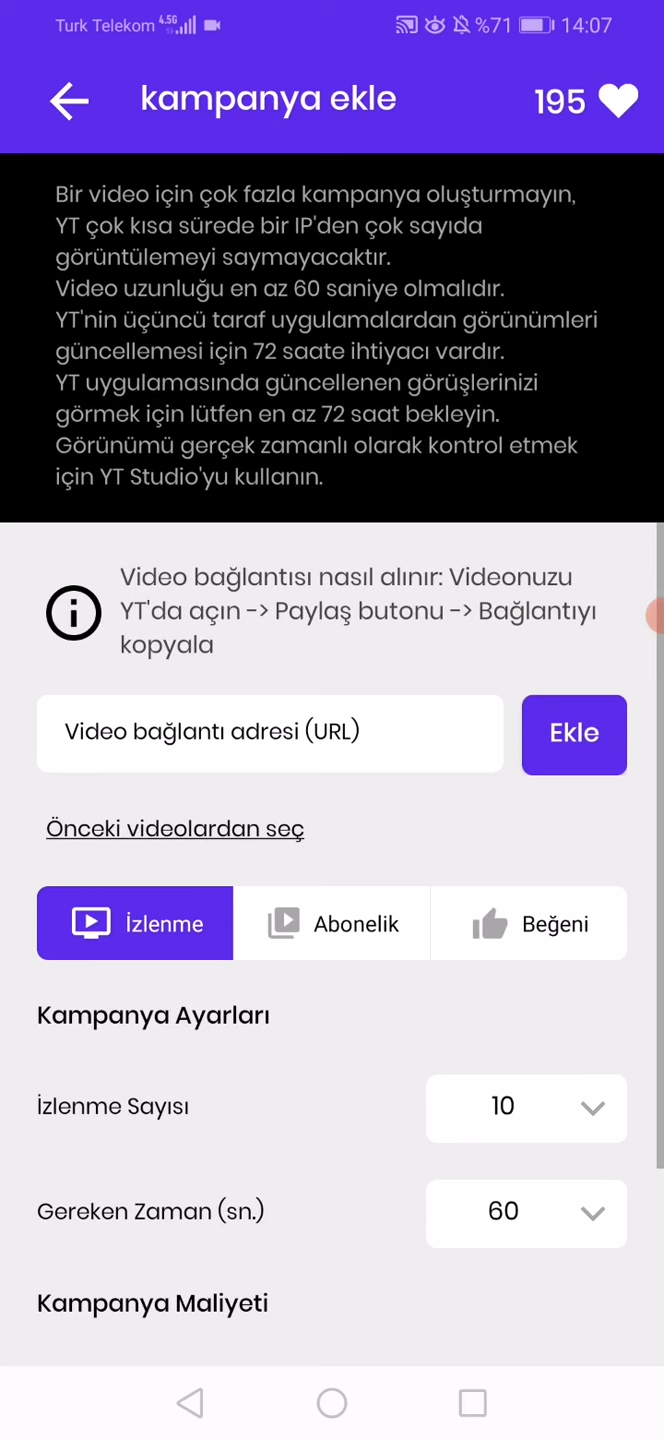 Turk Telekom 4.5G %71 14:07
kampanya ekle 195
Bir video için çok fazla kampanya oluşturmayın,
YT çok kısa sürede bir IP'den çok sayıda
görüntülemeyi saymayacaktır.
Video uzunluğu en az 60 saniye olmalıdır.
YT'nin üçüncü taraf uygulamalardan görünümleri
güncellemesi için 72 saate ihtiyacı vardır.
YT uygulamasında güncellenen görüşlerinizi
görmek için lütfen en az 72 saat bekleyin.
Görünümü gerçek zamanlı olarak kontrol etmek
için YT Studio'yu kullanın.
Video bağlantısı nasıl alınır: Videonuzu
YT'da açın -> Paylaş butonu -> Bağlantıyı
kopyala
Video bağlantı adresi (URL) Ekle
Önceki videolardan seç
İzlenme Abonelik Beğeni
Kampanya Ayarları
İzlenme Sayısı 10
Gereken Zaman (sn.) 60
Kampanya Maliyeti